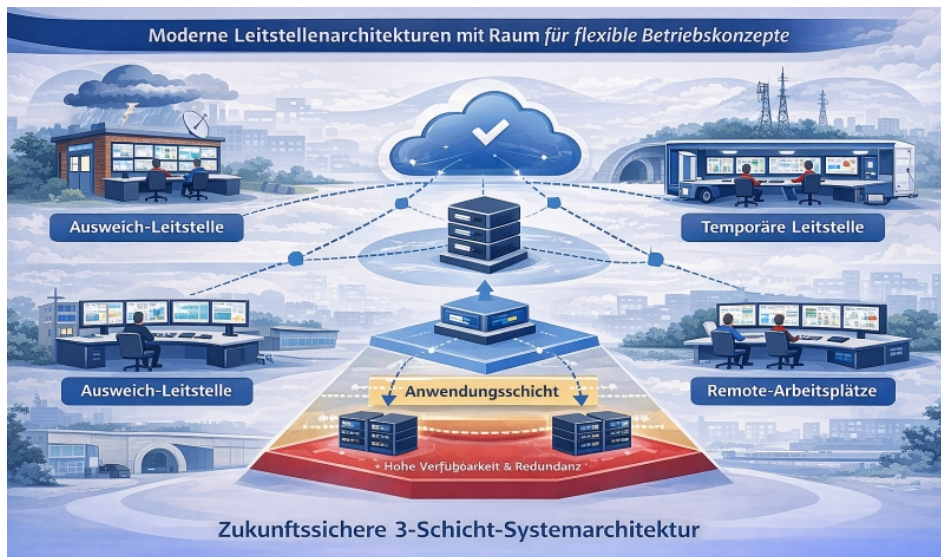 Moderne Leitstellenarchitekturen mit Raum für flexible Betriebskonzepte
Ausweich-Leitstelle
Temporäre Leitstelle
Ausweich-Leitstelle
Remote-Arbeitsplätze
Anwendungsschicht
Hohe Verfuboarkeit & Redundanz
Zukunftssichere 3-Schicht-Systemarchitektur